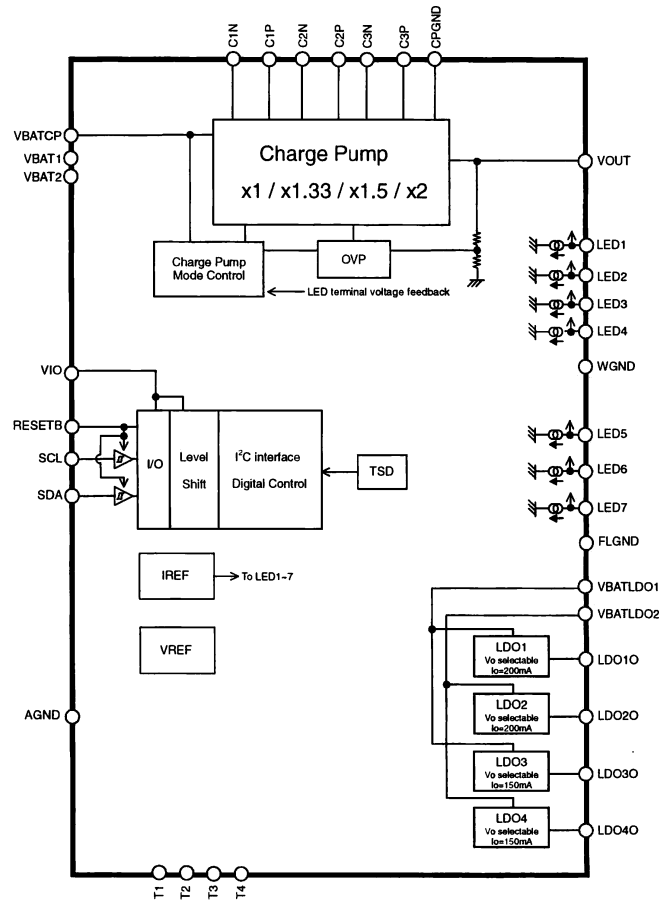 C1N
C1P
C2N
C2P
C3N
C3P
CPGND
VBATCP
VBAT1
VBAT2
Charge Pump
x1 / x1.33 / x1.5 / x2
VOUT
Charge Pump
Mode Control
OVP
LED terminal voltage feedback
LED1
LED2
LED3
LED4
WGND
VIO
RESETB
SCL
SDA
I/O
Level
Shift
I²C interface
Digital Control
TSD
LED5
LED6
LED7
FLGND
IREF
To LED1~7
VREF
VBATLDO1
VBATLDO2
LDO1
Vo selectable
Io=200mA
LDO1O
LDO2
Vo selectable
Io=200mA
LDO2O
LDO3
Vo selectable
Io=150mA
LDO3O
LDO4
Vo selectable
Io=150mA
LDO4O
AGND
T1
T2
T3
T4